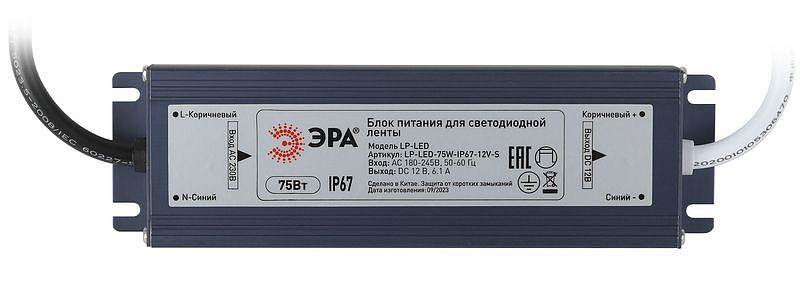 L-Коричневый
Вход AC 230В
N-Синий
ЭРА
75Вт
IP67
Блок питания для светодиодной
ленты
Модель LP-LED
Артикул: LP-LED-75W-IP67-12V-S
Вход: AC 180-245В, 50-60 Гц
Выход: DC 12 В, 6.1 А
Сделано в Китае. Защита от коротких замыканий
Дата изготовления: 09/2023
EAC
Коричневый +
Выход DC 12В
Синий -